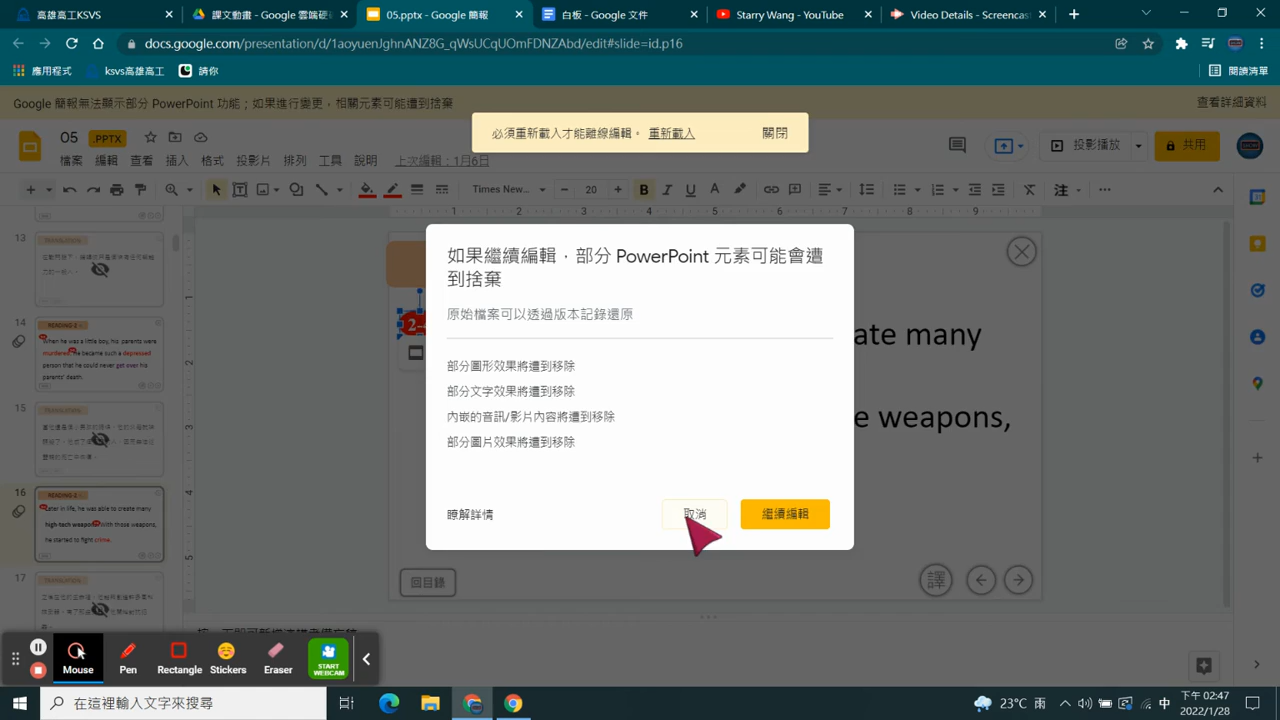 高雄高工KSVS
課文動畫 - Google 雲端硬
05.pptx - Google 簡報
白板 - Google 文件
Starry Wang - YouTube
Video Details - Screencast
docs.google.com/presentation/d/1aoyuenJghnANZ8G_qWsUCqUOmFDNZAbd/edit#slide=id.p16
應用程式
ksvs高雄高工
請你
閱讀清單
Google 簡報無法顯示部分 PowerPoint 功能；如果進行變更，相關元素可能遭到捨棄
查看詳細資料
必須重新載入才能離線編輯。 重新載入 關閉
05 .PPTX
檔案 編輯 查看 插入 格式 投影片 排列 工具 說明 上次編輯：1月6日
投影播放
共用
Times New... 20 B I U A
注
1 2 3 4 5 6 7 8 9
13
TRANSLATION
14
READING 2
When he was a little boy, his parents were
murdered. He became such a depressed
person that he could never get over his
parents' death.
15
TRANSLATION
16
READING 2
Later in life, he was able to create many
high-tech weapons. With those weapons,
he started to fight crime.
17
TRANSLATION
ate many
e weapons,
如果繼續編輯，部分 PowerPoint 元素可能會遭
到捨棄
原始檔案可以透過版本記錄還原
部分圖形效果將遭到移除
部分文字效果將遭到移除
內嵌的音訊/影片內容將遭到移除
部分圖片效果將遭到移除
瞭解詳情
取消
繼續編輯
回目錄
譯
Mouse
Pen
Rectangle
Stickers
Eraser
START
WEBCAM
在這裡輸入文字來搜尋
23°C 雨
中
下午 02:47
2022/1/28